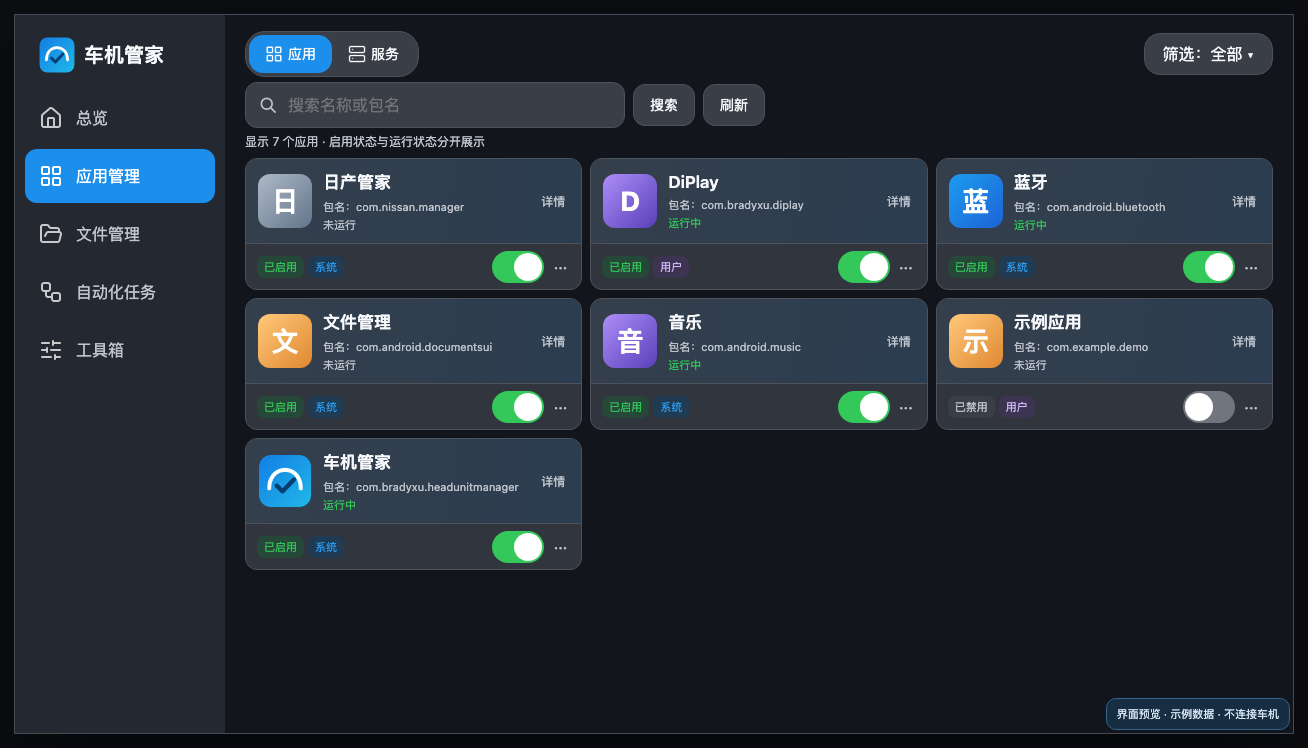 车机管家
总览
应用管理
文件管理
自动化任务
工具箱
应用 服务
筛选：全部 ▾
搜索名称或包名
搜索
刷新
显示 7 个应用 · 启用状态与运行状态分开展示
日
日产管家
包名：com.nissan.manager
未运行
详情
已启用 系统
D
DiPlay
包名：com.bradyxu.diplay
运行中
详情
已启用 用户
蓝
蓝牙
包名：com.android.bluetooth
运行中
详情
已启用 系统
文
文件管理
包名：com.android.documentsui
未运行
详情
已启用 系统
音
音乐
包名：com.android.music
运行中
详情
已启用 系统
示
示例应用
包名：com.example.demo
未运行
详情
已禁用 用户
车机管家
包名：com.bradyxu.headunitmanager
运行中
详情
已启用 系统
界面预览 · 示例数据 · 不连接车机